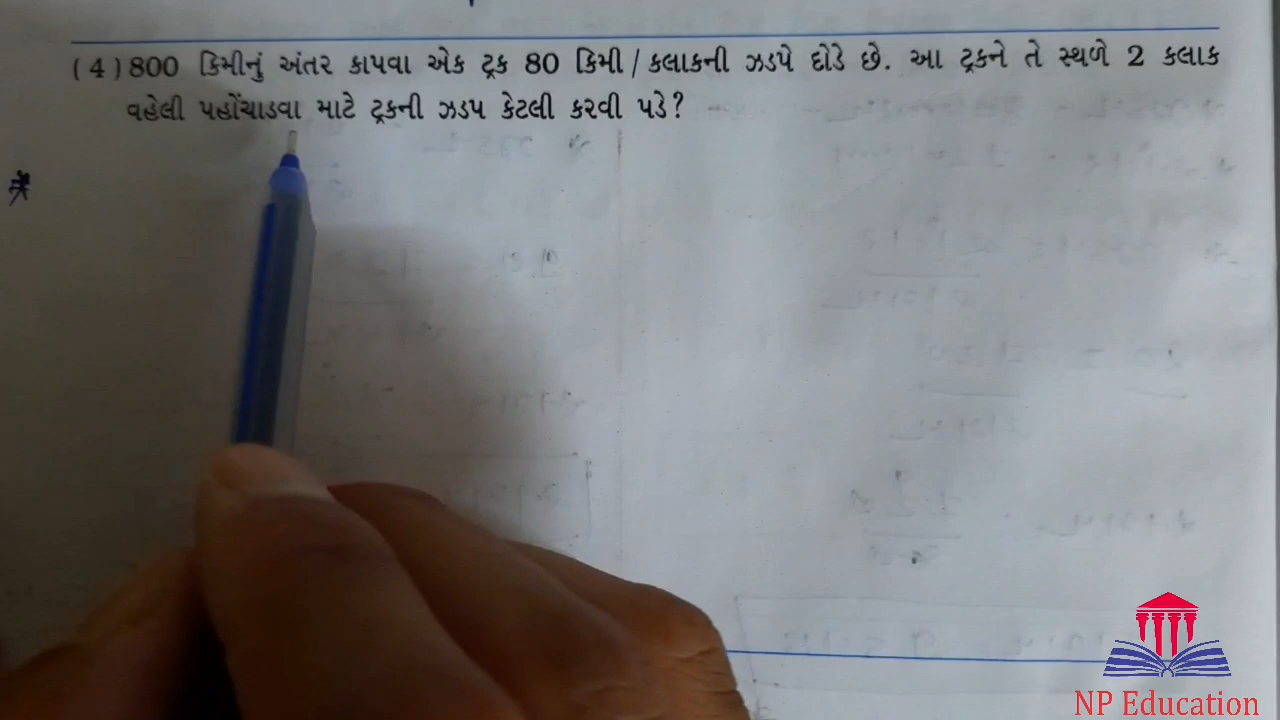 (4) 800 કિમીનું અંતર કાપવા એક ટ્રક 80 કિમી / કલાકની ઝડપે દોડે છે. આ ટ્રકને તે સ્થળે 2 કલાક
વહેલી પહોંચાડવા માટે ટ્રકની ઝડપ કેટલી કરવી પડે?
NP Education